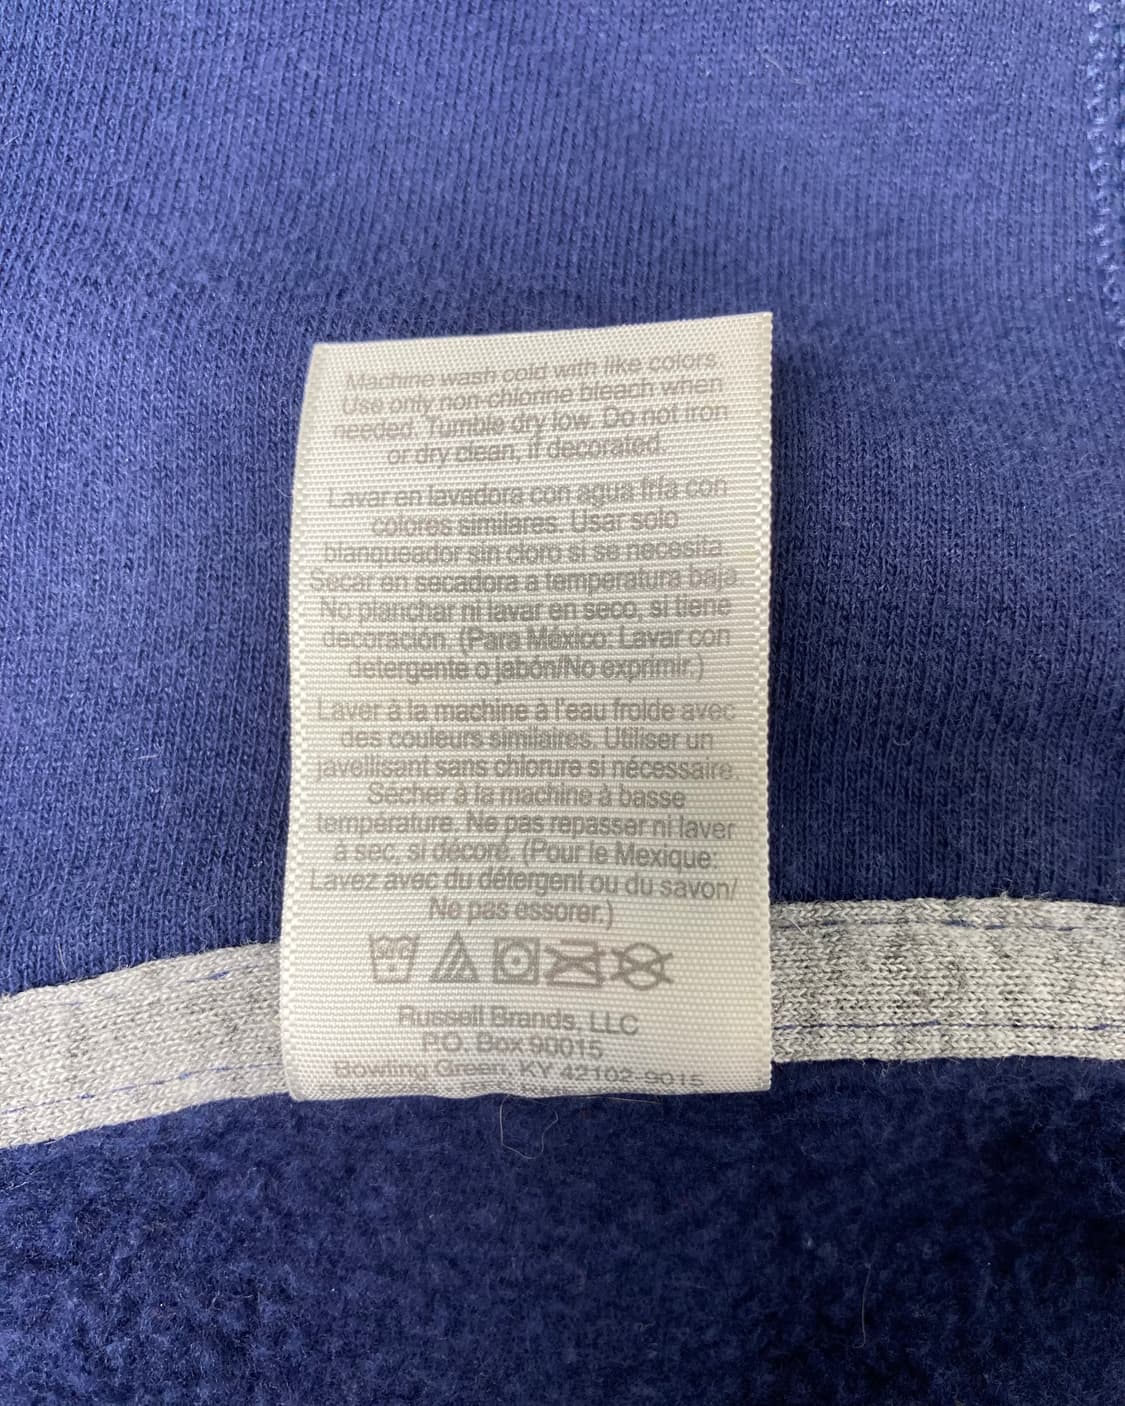 Machine wash cold with like colors
Use only non-chlorine bleach when
needed. Tumble dry low. Do not iron
or dry clean, if decorated.
Lavar en lavadora con agua fría con
colores similares. Usar solo
blanqueador sin cloro si se necesita
Secar en secadora a temperatura baja
No planchar ni lavar en seco, si tiene
decoración. (Para México: Lavar con
detergente o jabón/No exprimir.)
Laver à la machine à l'eau froide avec
des couleurs similaires. Utiliser un
javellisant sans chlorure si nécessaire.
Sécher à la machine à basse
température. Ne pas repasser ni laver
à sec, si décoré. (Pour le Mexique:
Lavez avec du détergent ou du savon/
Ne pas essorer.)
Russell Brands, LLC
PO. Box 90015
Bowling Green, KY 42102-9015